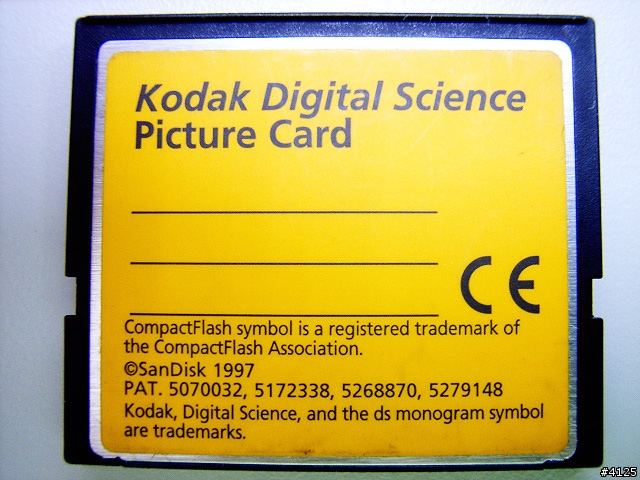 Kodak Digital Science
Picture Card
CE
CompactFlash symbol is a registered trademark of
the CompactFlash Association.
©SanDisk 1997
PAT. 5070032, 5172338, 5268870, 5279148
Kodak, Digital Science, and the ds monogram symbol
are trademarks.
#4125